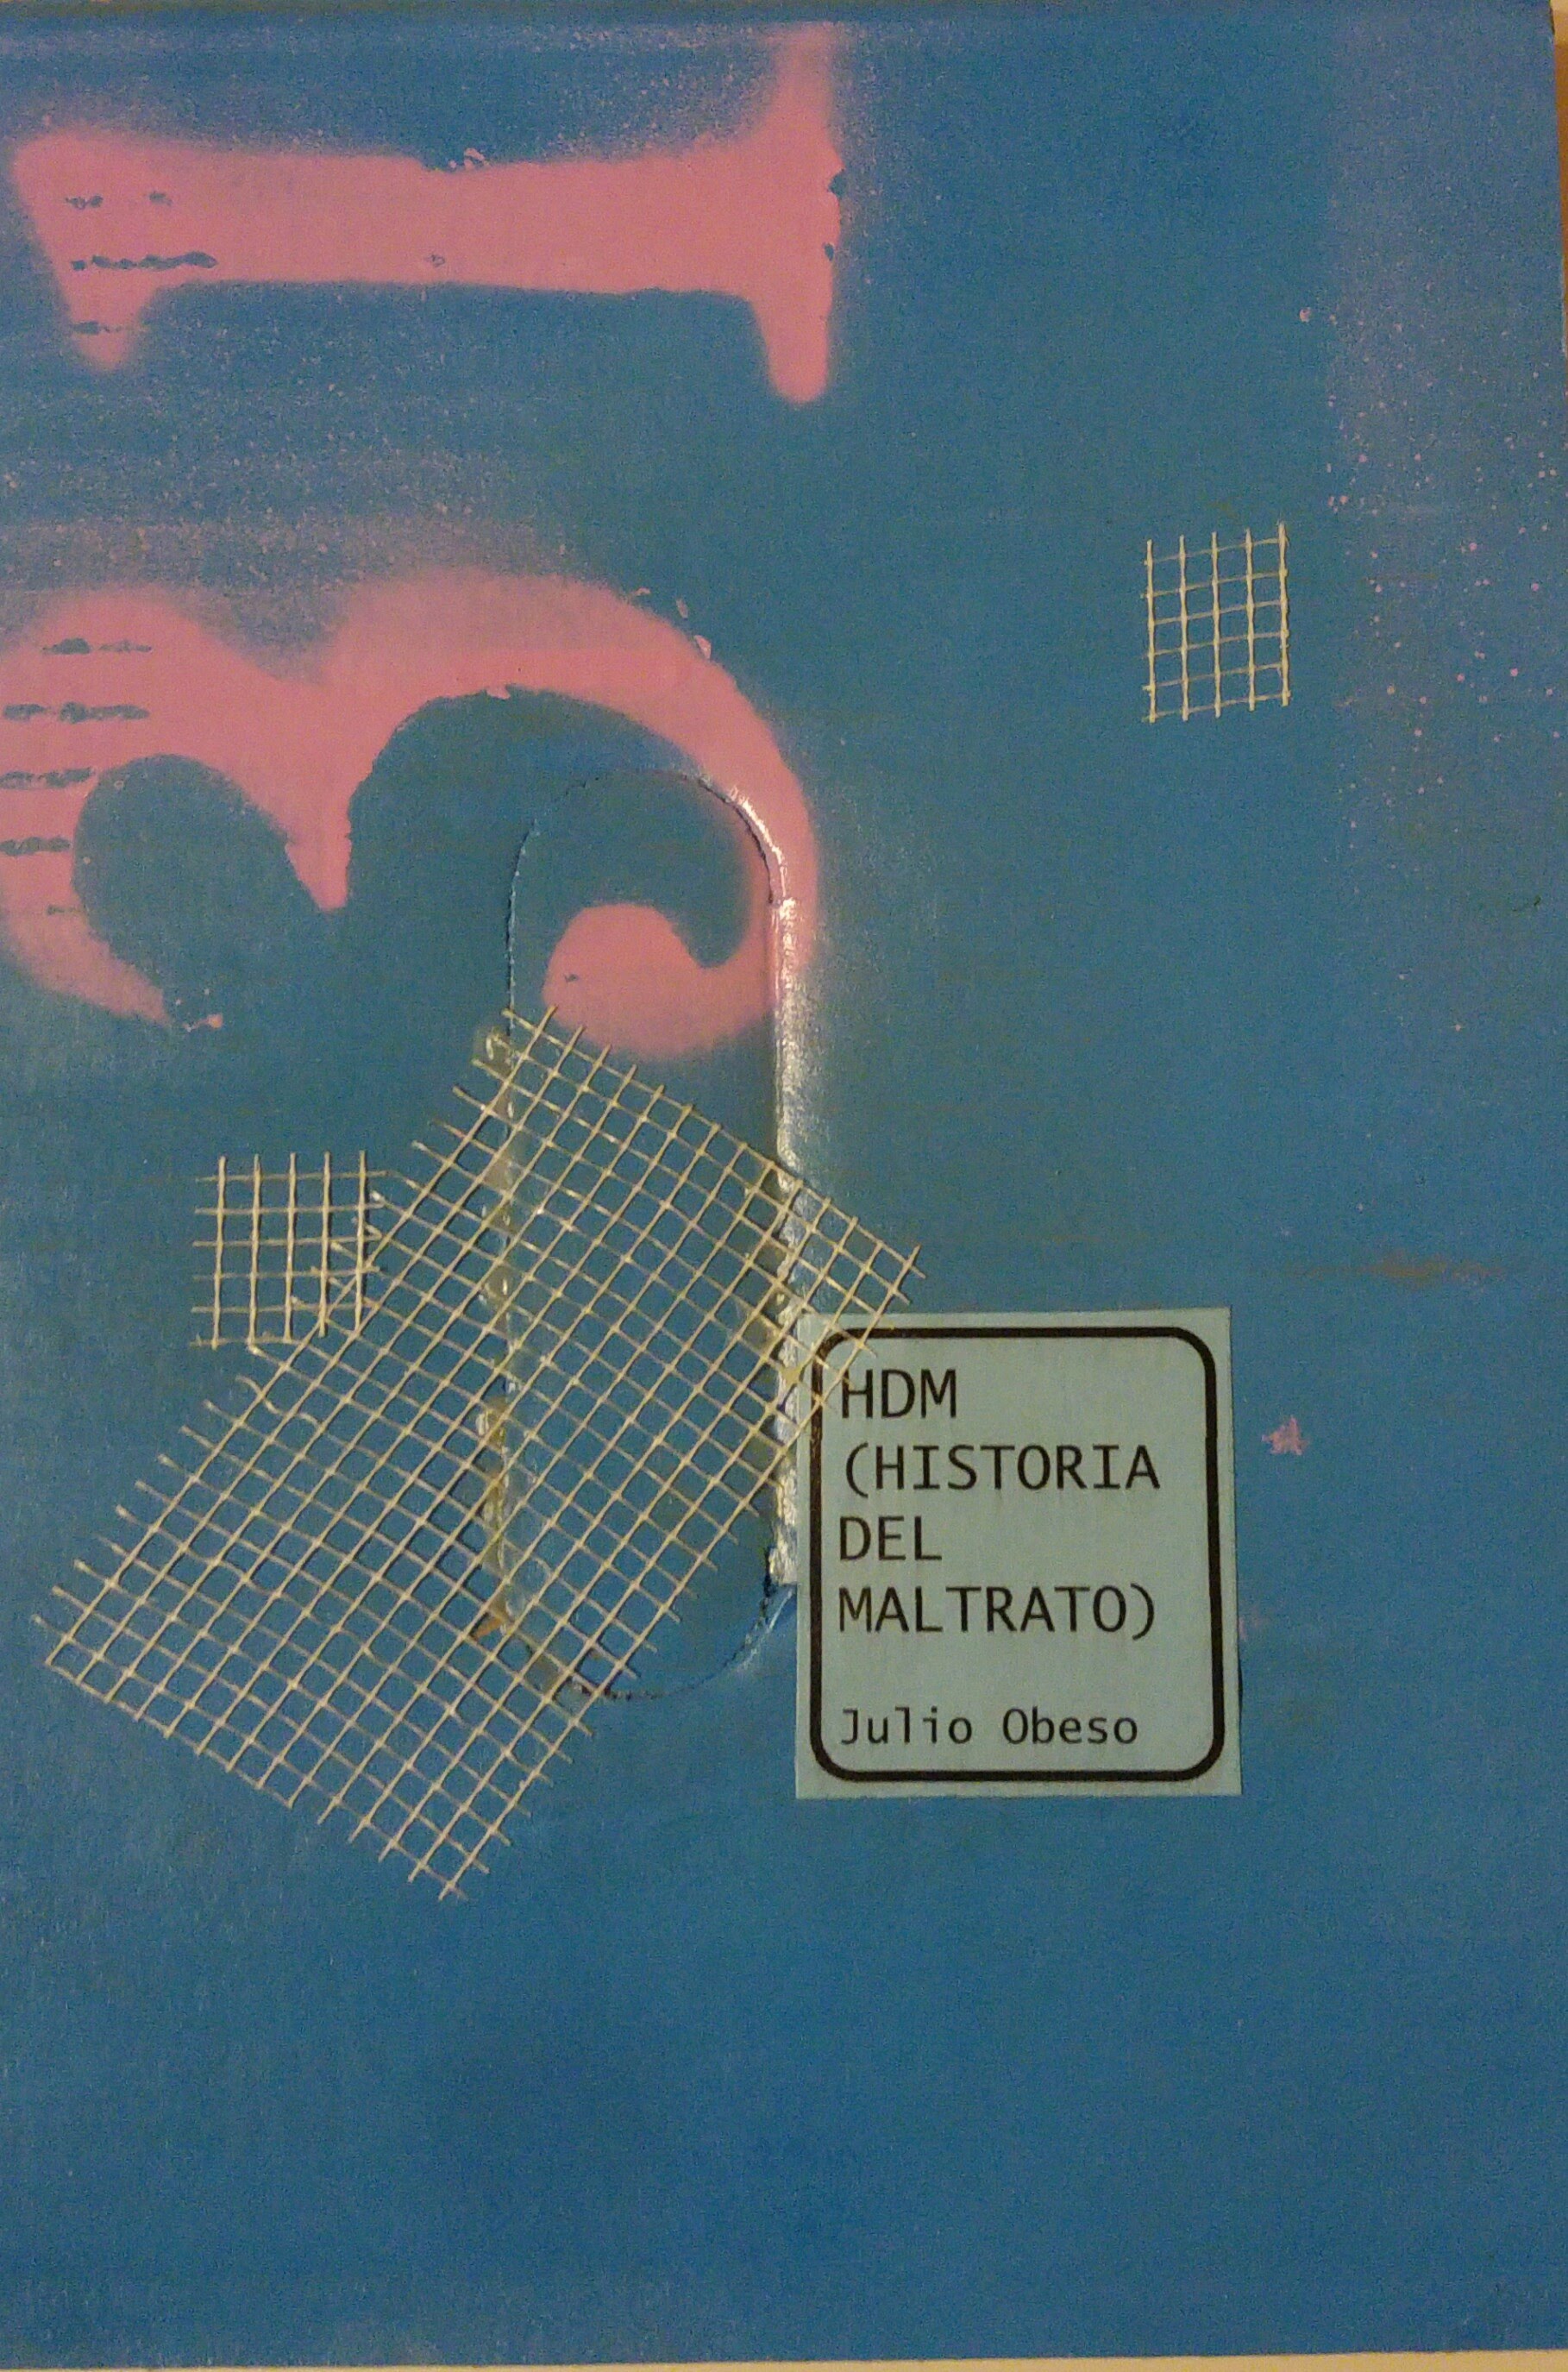 HDM
(HISTORIA
DEL
MALTRATO)
Julio Obeso